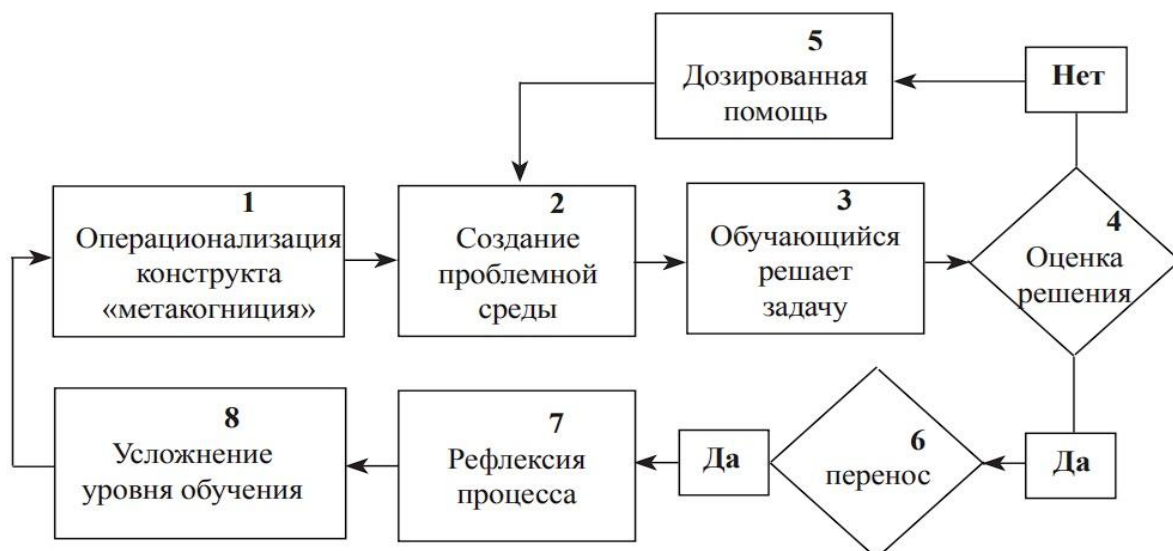 5
Дозированная
помощь
Нет
1
Операционализация
конструкта
«метакогниция»
2
Создание
проблемной
среды
3
Обучающийся
решает
задачу
4
Оценка
решения
8
Усложнение
уровня обучения
7
Рефлексия
процесса
Да
6
перенос
Да